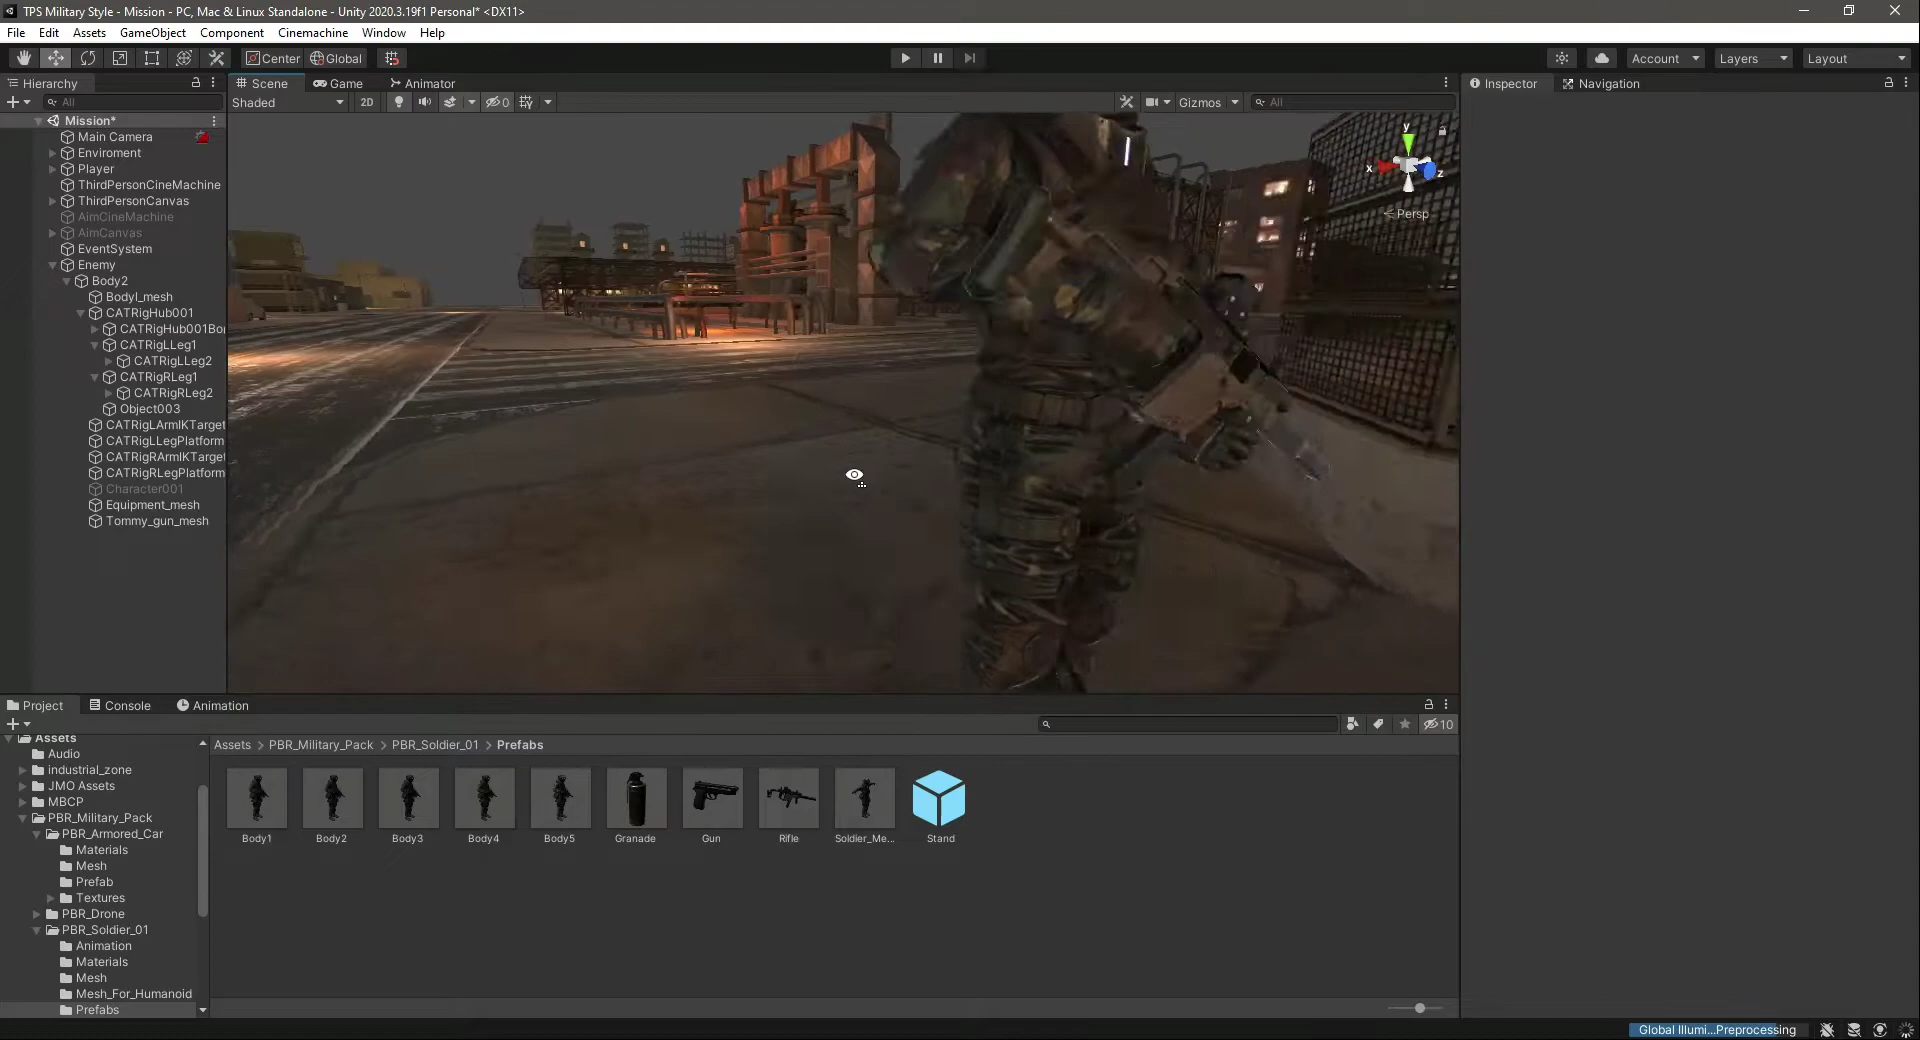 TPS Military Style - Mission - PC, Mac & Linux Standalone - Unity 2020.3.19f1 Personal* <DX11>
File Edit Assets GameObject Component Cinemachine Window Help
Center Global Account Layers Layout
Hierarchy
All
Mission*
Main Camera
Enviroment
Player
ThirdPersonCineMachine
ThirdPersonCanvas
AimCineMachine
AimCanvas
EventSystem
Enemy
Body2
Bodyl_mesh
CATRigHub001
CATRigHub001Bo
CATRigLLeg1
CATRigLLeg2
CATRigRLeg1
CATRigRLeg2
Object003
CATRigLArmIKTarget
CATRigLLegPlatform
CATRigRArmIKTarget
CATRigRLegPlatform
Character001
Equipment_mesh
Tommy_gun_mesh
Scene Game Animator
Shaded 2D 0 Gizmos All
y
x
z
Persp
Inspector Navigation
Project Console Animation
10
Assets
Audio
industrial_zone
JMO Assets
MBCP
PBR_Military_Pack
PBR_Armored_Car
Materials
Mesh
Prefab
Textures
PBR_Drone
PBR_Soldier_01
Animation
Materials
Mesh
Mesh_For_Humanoid
Prefabs
Assets > PBR_Military_Pack > PBR_Soldier_01 > Prefabs
Body1 Body2 Body3 Body4 Body5 Granade Gun Rifle Soldier_Me... Stand
Global Illumi...Preprocessing